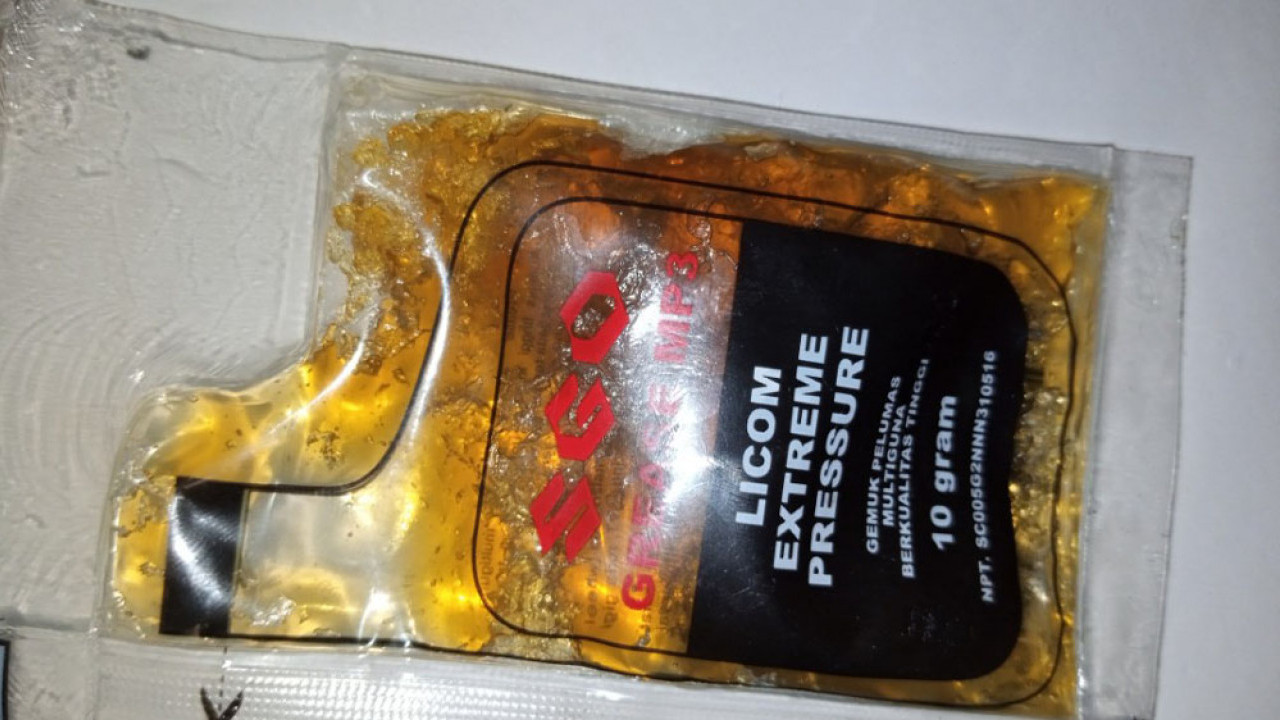 SGO
GREASE MP3
LICOM
EXTREME
PRESSURE
GEMUK PELUMAS
MULTIGUNA
BERKUALITAS TINGGI
10 gram
NPT. SC005G2NNN310516